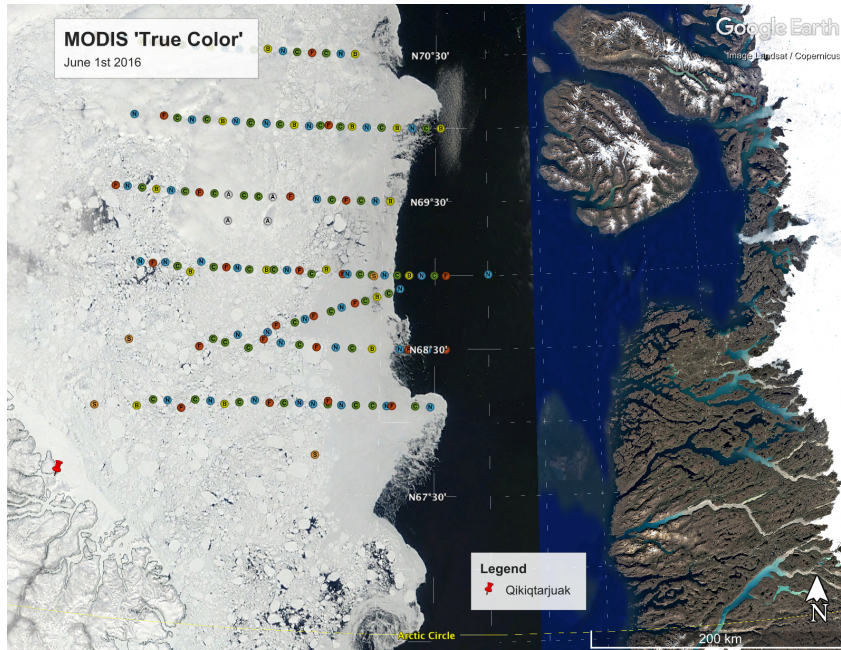 MODIS 'True Color'
June 1st 2016
Google Earth
Image Landsat / Copernicus
B N C F C N B
N70°30'
N F C N C B N C N C B N C F C B N C B N C B
F N C B N C F C A C C A F N C F C N B
N69°30'
A A
N F N C B N C F N C B C N F C B N C S N C B N C F N
S
N68°30'
S B C N F C N B N C F C N N F C N C C N F C N
S
N67°30'
Legend
Qikiqtarjuak
N
Arctic Circle
200 km